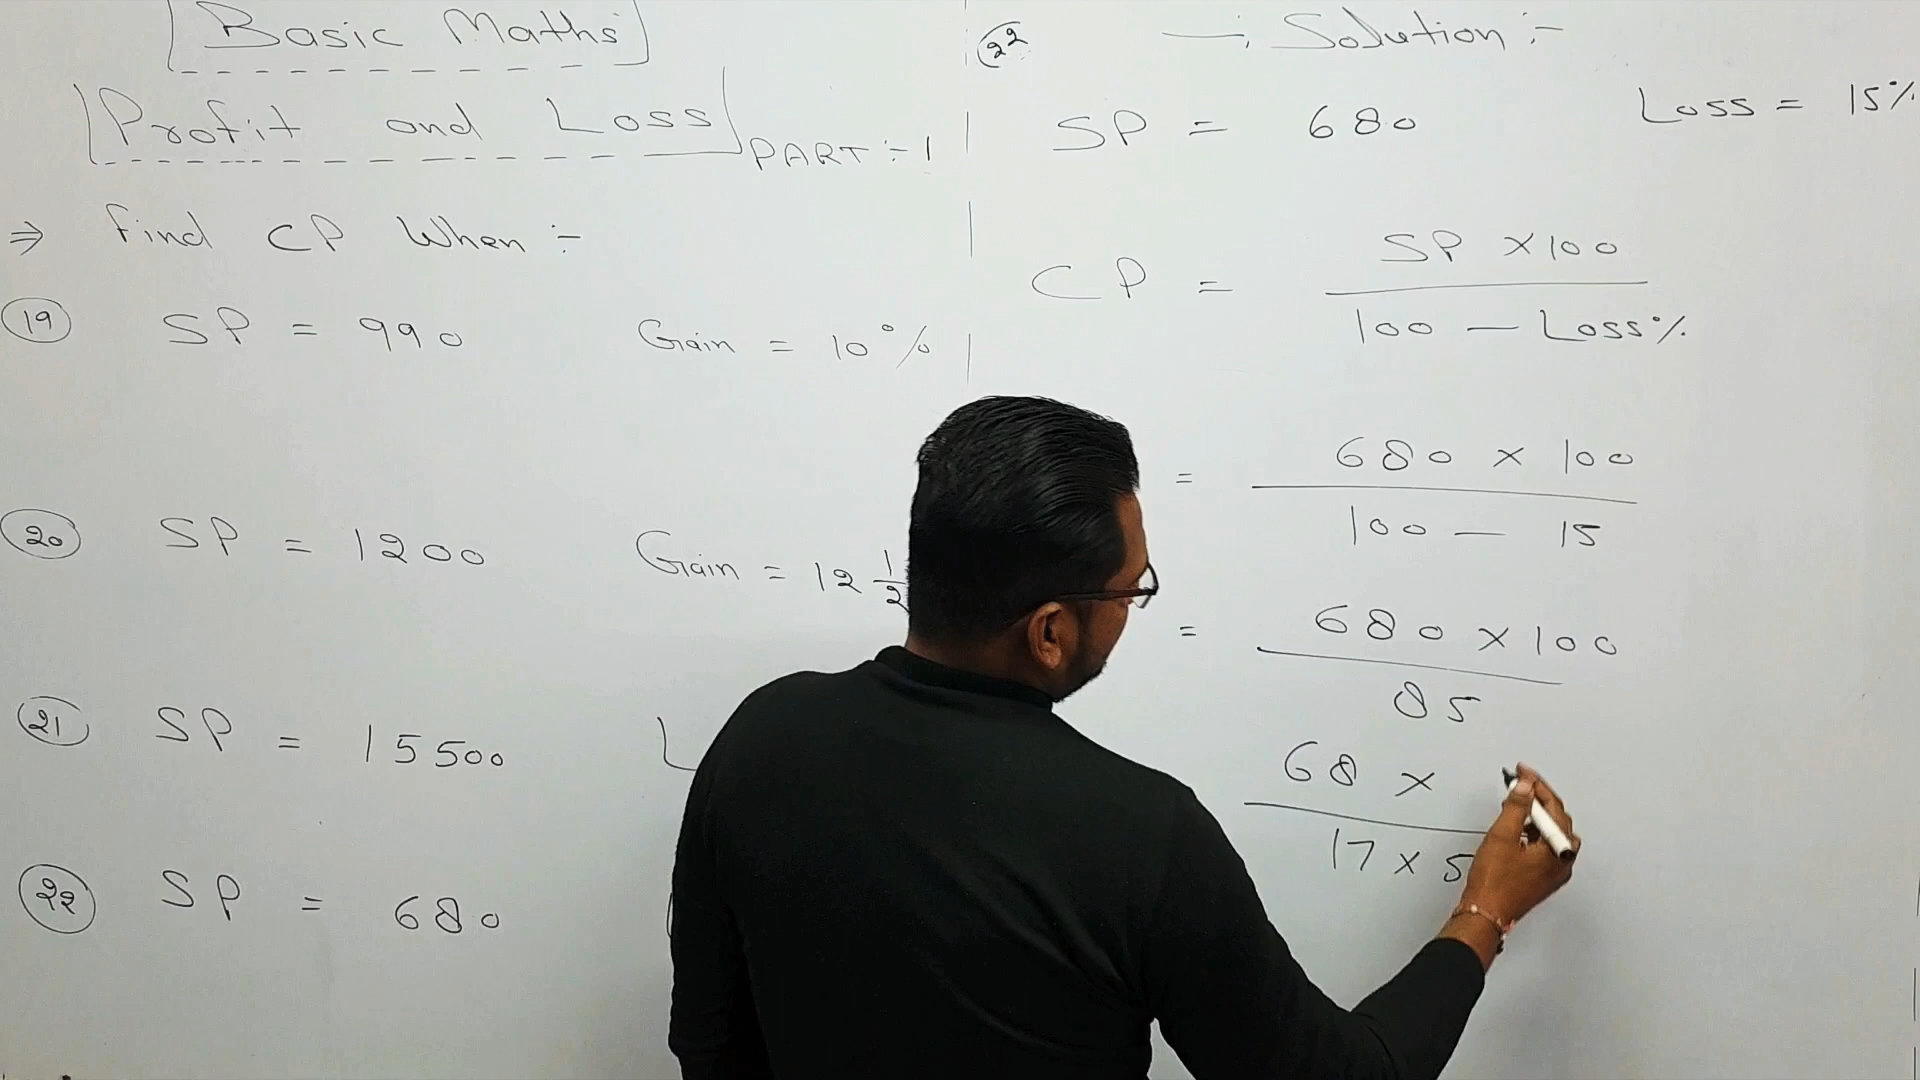 Basic Maths
Profit and Loss PART :- 1
⇒ Find CP When :-
19 SP = 990 Gain = 10%
20 SP = 1200 Gain = 12 1/2
21 SP = 15500 L
22 SP = 680
22 Solution :-
SP = 680 Loss = 15%
CP = SP ×100
100 - Loss%
= 680 × 100
100 - 15
= 680 × 100
85
68 ×
17 × 5